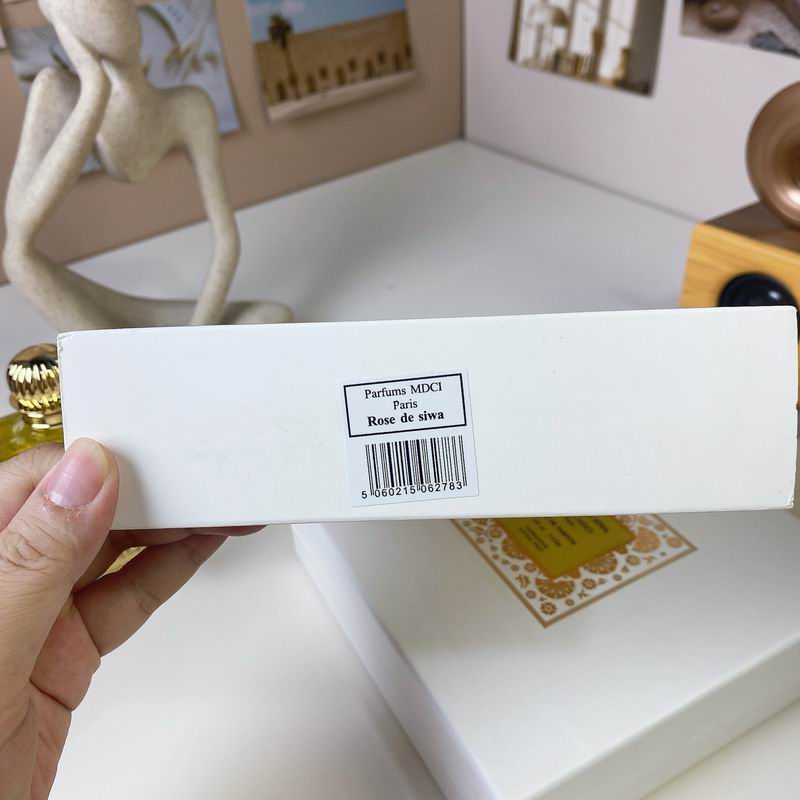 Parfums MDCI
Paris
Rose de siwa
5 060215 062783